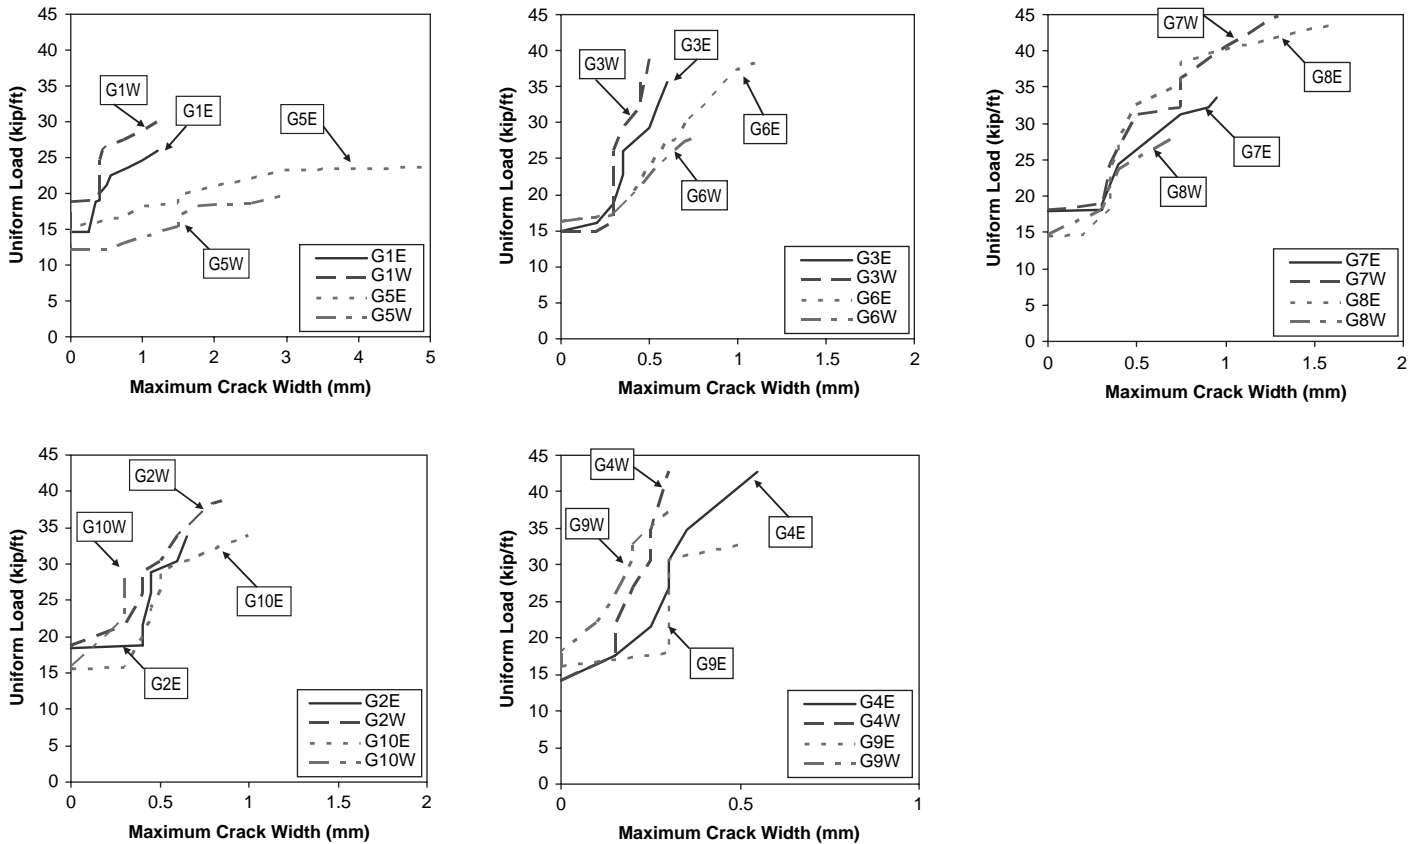 Uniform Load (kip/ft)
45
40
35
30
25
20
15
10
5
0
0
1
2
3
4
5
Maximum Crack Width (mm)
G1W
G1E
G5E
G5W
G1E
G1W
G5E
G5W
Uniform Load (kip/ft)
45
40
35
30
25
20
15
10
5
0
0
0.5
1
1.5
2
Maximum Crack Width (mm)
G3E
G3W
G6E
G6W
G3E
G3W
G6E
G6W
Uniform Load (kip/ft)
45
40
35
30
25
20
15
10
5
0
0
0.5
1
1.5
2
Maximum Crack Width (mm)
G7W
G8E
G7E
G8W
G7E
G7W
G8E
G8W
Uniform Load (kip/ft)
45
40
35
30
25
20
15
10
5
0
0
0.5
1
1.5
2
Maximum Crack Width (mm)
G2W
G10W
G10E
G2E
G2E
G2W
G10E
G10W
Uniform Load (kip/ft)
45
40
35
30
25
20
15
10
5
0
0
0.5
1
Maximum Crack Width (mm)
G4W
G9W
G4E
G9E
G4E
G4W
G9E
G9W